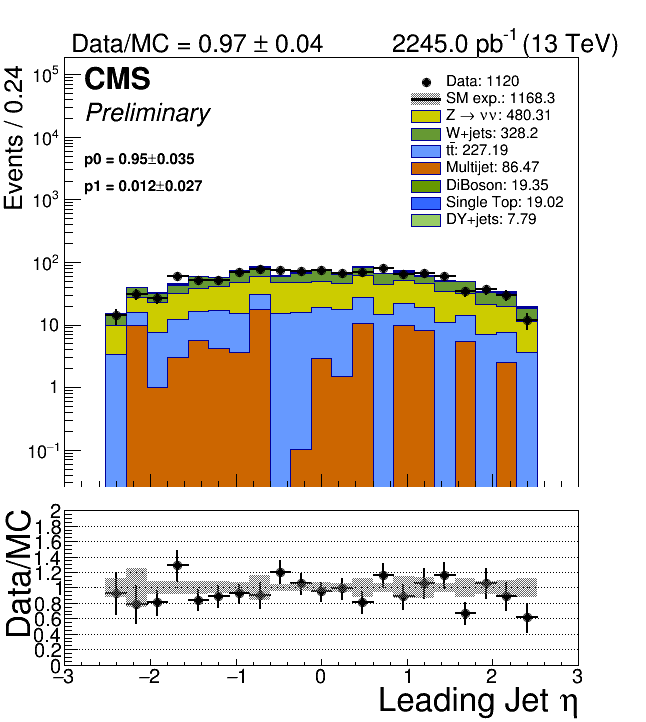 Data/MC = 0.97 ± 0.04 2245.0 pb⁻¹ (13 TeV)
CMS
Preliminary
p0 = 0.95±0.035
p1 = 0.012±0.027
Data: 1120
SM exp.: 1168.3
Z → νν: 480.31
W+jets: 328.2
tt̄: 227.19
Multijet: 86.47
DiBoson: 19.35
Single Top: 19.02
DY+jets: 7.79
Events / 0.24
10⁵
10⁴
10³
10²
10
1
10⁻¹
Data/MC
2
1.8
1.6
1.4
1.2
1
0.8
0.6
0.4
0.2
0
−3 −2 −1 0 1 2 3
Leading Jet η